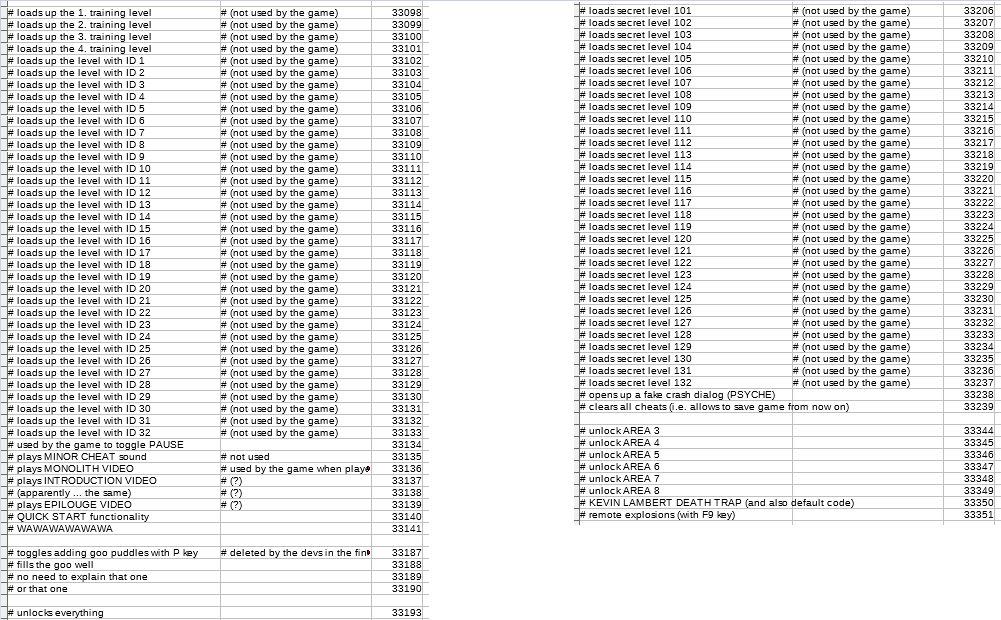 # loads up the 1. training level # (not used by the game) 33098
# loads up the 2. training level # (not used by the game) 33099
# loads up the 3. training level # (not used by the game) 33100
# loads up the 4. training level # (not used by the game) 33101
# loads up the level with ID 1 # (not used by the game) 33102
# loads up the level with ID 2 # (not used by the game) 33103
# loads up the level with ID 3 # (not used by the game) 33104
# loads up the level with ID 4 # (not used by the game) 33105
# loads up the level with ID 5 # (not used by the game) 33106
# loads up the level with ID 6 # (not used by the game) 33107
# loads up the level with ID 7 # (not used by the game) 33108
# loads up the level with ID 8 # (not used by the game) 33109
# loads up the level with ID 9 # (not used by the game) 33110
# loads up the level with ID 10 # (not used by the game) 33111
# loads up the level with ID 11 # (not used by the game) 33112
# loads up the level with ID 12 # (not used by the game) 33113
# loads up the level with ID 13 # (not used by the game) 33114
# loads up the level with ID 14 # (not used by the game) 33115
# loads up the level with ID 15 # (not used by the game) 33116
# loads up the level with ID 16 # (not used by the game) 33117
# loads up the level with ID 17 # (not used by the game) 33118
# loads up the level with ID 18 # (not used by the game) 33119
# loads up the level with ID 19 # (not used by the game) 33120
# loads up the level with ID 20 # (not used by the game) 33121
# loads up the level with ID 21 # (not used by the game) 33122
# loads up the level with ID 22 # (not used by the game) 33123
# loads up the level with ID 23 # (not used by the game) 33124
# loads up the level with ID 24 # (not used by the game) 33125
# loads up the level with ID 25 # (not used by the game) 33126
# loads up the level with ID 26 # (not used by the game) 33127
# loads up the level with ID 27 # (not used by the game) 33128
# loads up the level with ID 28 # (not used by the game) 33129
# loads up the level with ID 29 # (not used by the game) 33130
# loads up the level with ID 30 # (not used by the game) 33131
# loads up the level with ID 31 # (not used by the game) 33132
# loads up the level with ID 32 # (not used by the game) 33133
# used by the game to toggle PAUSE 33134
# plays MINOR CHEAT sound # not used 33135
# plays MONOLITH VIDEO # used by the game when playe 33136
# plays INTRODUCTION VIDEO # (?) 33137
# (apparently ... the same) # (?) 33138
# plays EPILOUGE VIDEO # (?) 33139
# QUICK START functionality 33140
# WAWAWAWAWAWA 33141
# toggles adding goo puddles with P key # deleted by the devs in the fin 33187
# fills the goo well 33188
# no need to explain that one 33189
# or that one 33190
# unlocks everything 33193
# loads secret level 101 # (not used by the game) 33206
# loads secret level 102 # (not used by the game) 33207
# loads secret level 103 # (not used by the game) 33208
# loads secret level 104 # (not used by the game) 33209
# loads secret level 105 # (not used by the game) 33210
# loads secret level 106 # (not used by the game) 33211
# loads secret level 107 # (not used by the game) 33212
# loads secret level 108 # (not used by the game) 33213
# loads secret level 109 # (not used by the game) 33214
# loads secret level 110 # (not used by the game) 33215
# loads secret level 111 # (not used by the game) 33216
# loads secret level 112 # (not used by the game) 33217
# loads secret level 113 # (not used by the game) 33218
# loads secret level 114 # (not used by the game) 33219
# loads secret level 115 # (not used by the game) 33220
# loads secret level 116 # (not used by the game) 33221
# loads secret level 117 # (not used by the game) 33222
# loads secret level 118 # (not used by the game) 33223
# loads secret level 119 # (not used by the game) 33224
# loads secret level 120 # (not used by the game) 33225
# loads secret level 121 # (not used by the game) 33226
# loads secret level 122 # (not used by the game) 33227
# loads secret level 123 # (not used by the game) 33228
# loads secret level 124 # (not used by the game) 33229
# loads secret level 125 # (not used by the game) 33230
# loads secret level 126 # (not used by the game) 33231
# loads secret level 127 # (not used by the game) 33232
# loads secret level 128 # (not used by the game) 33233
# loads secret level 129 # (not used by the game) 33234
# loads secret level 130 # (not used by the game) 33235
# loads secret level 131 # (not used by the game) 33236
# loads secret level 132 # (not used by the game) 33237
# opens up a fake crash dialog (PSYCHE) 33238
# clears all cheats (i.e. allows to save game from now on) 33239
# unlock AREA 3 33344
# unlock AREA 4 33345
# unlock AREA 5 33346
# unlock AREA 6 33347
# unlock AREA 7 33348
# unlock AREA 8 33349
# KEVIN LAMBERT DEATH TRAP (and also default code) 33350
# remote explosions (with F9 key) 33351